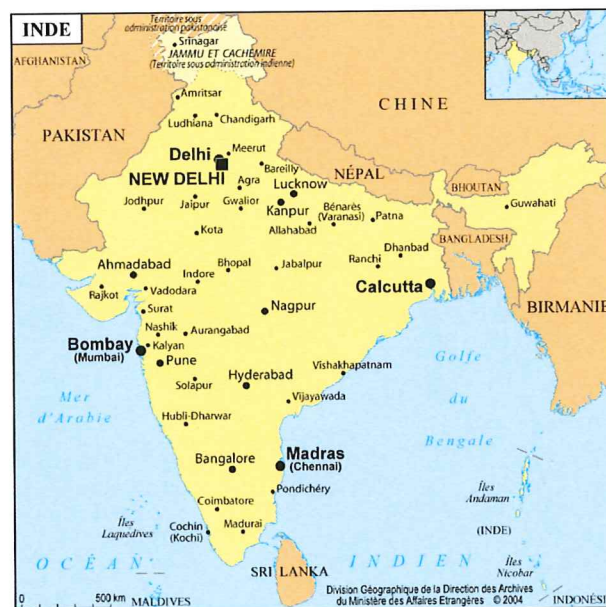 INDE
Territoire sous
administration pakistanaise
Srinagar
JAMMU ET CACHEMIRE
(Territoire sous administration indienne)
AFGHANISTAN
CHINE
PAKISTAN
Amritsar
Ludhiana
Chandigarh
Delhi
Meerut
NEW DELHI
Bareilly
NÉPAL
BHOUTAN
Agra
Lucknow
Jodhpur
Jaipur
Gwalior
Kanpur
Bénarès
(Varanasi)
Patna
Guwahati
Allahabad
Kota
BANGLADESH
Dhanbad
Ahmadabad
Bhopal
Jabalpur
Ranchi
Indore
Calcutta
Rajkot
Vadodara
BIRMANIE
Surat
Nagpur
Nashik
Aurangabad
Bombay
(Mumbai)
Kalyan
Pune
Vishakhapatnam
Golfe
du
Bengale
Solapur
Hyderabad
Mer
d'Arabie
Vijayawada
Hubli-Dharwar
Bangalore
Madras
(Chennai)
Pondichéry
Îles
Andaman
(INDE)
Îles
Laquedives
Coimbatore
Cochin
(Kochi)
Madurai
Îles
Nicobar
OCÉAN
INDIEN
SRI LANKA
0
500 km
MALDIVES
INDONÉSIE
Division Géographique de la Direction des Archives
du Ministère des Affaires Etrangères © 2004